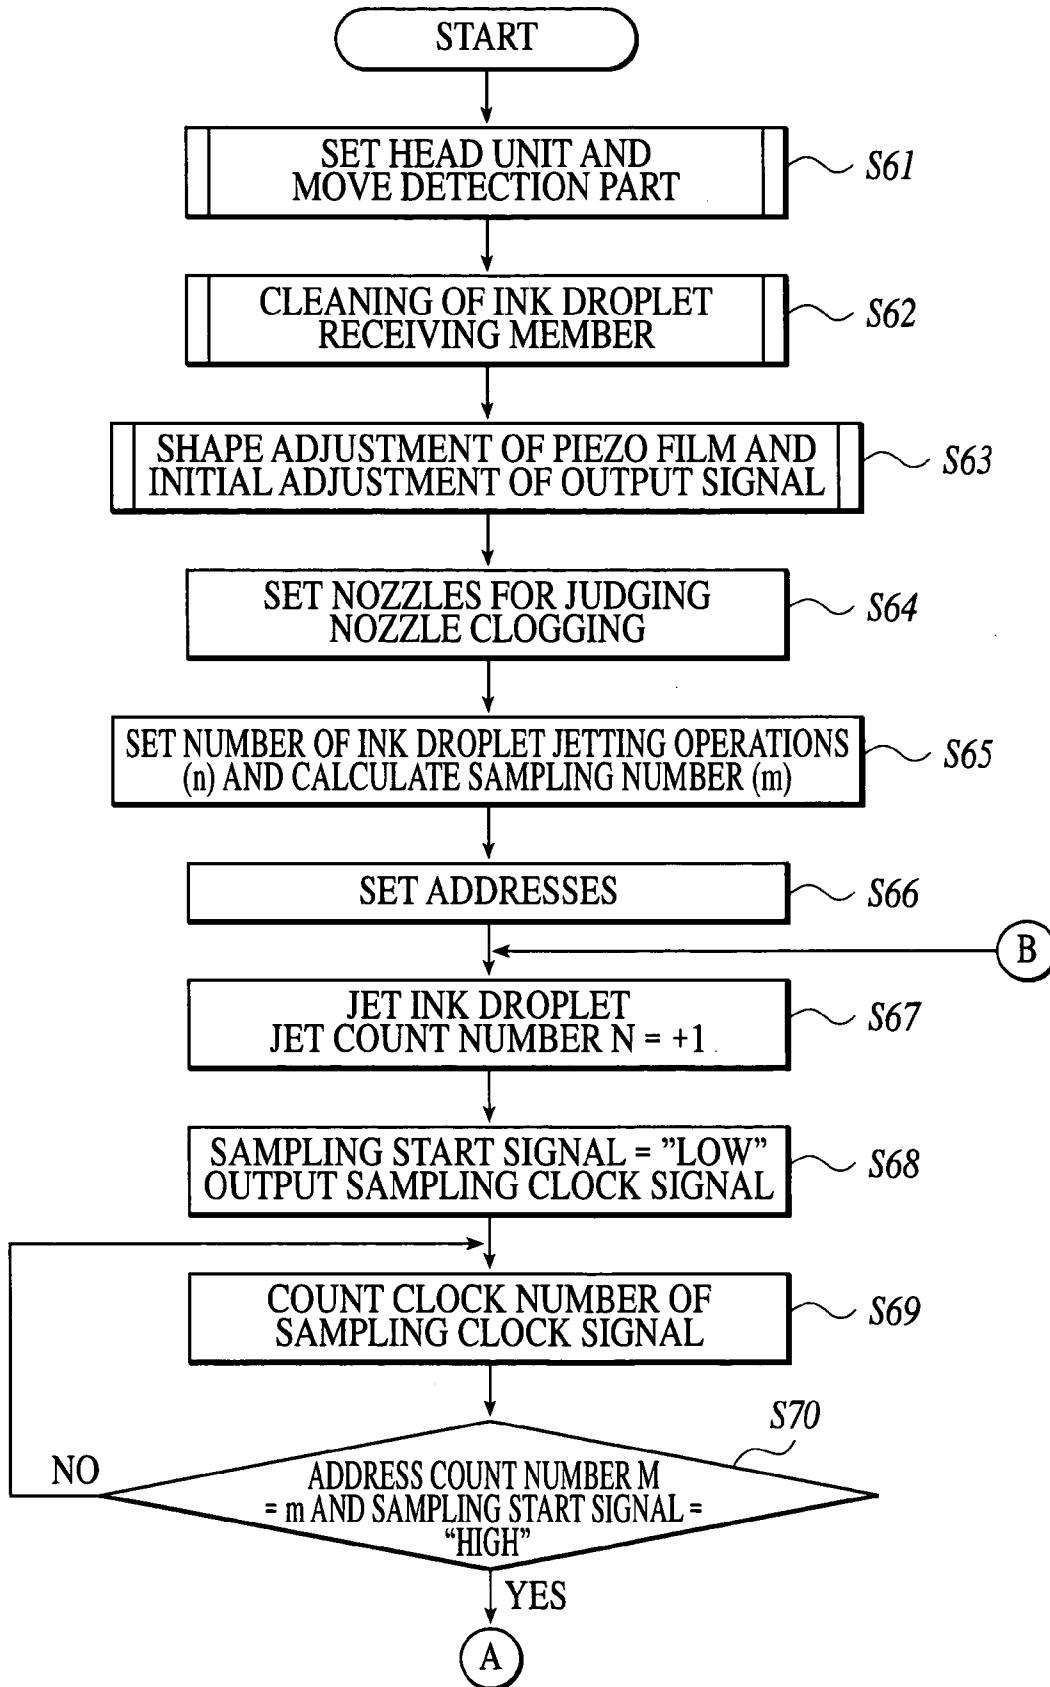 START
SET HEAD UNIT AND
MOVE DETECTION PART
S61
CLEANING OF INK DROPLET
RECEIVING MEMBER
S62
SHAPE ADJUSTMENT OF PIEZO FILM AND
INITIAL ADJUSTMENT OF OUTPUT SIGNAL
S63
SET NOZZLES FOR JUDGING
NOZZLE CLOGGING
S64
SET NUMBER OF INK DROPLET JETTING OPERATIONS
(n) AND CALCULATE SAMPLING NUMBER (m)
S65
SET ADDRESSES
S66
B
JET INK DROPLET
JET COUNT NUMBER N = +1
S67
SAMPLING START SIGNAL = ”LOW”
OUTPUT SAMPLING CLOCK SIGNAL
S68
COUNT CLOCK NUMBER OF
SAMPLING CLOCK SIGNAL
S69
S70
NO
ADDRESS COUNT NUMBER M
= m AND SAMPLING START SIGNAL =
“HIGH”
YES
A